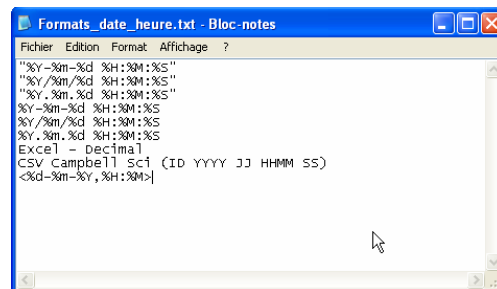 Formats_date_heure.txt - Bloc-notes
Fichier Edition Format Affichage ?
"%Y-%m-%d %H:%M:%S"
"%Y/%m/%d %H:%M:%S"
"%Y.%m.%d %H:%M:%S"
%Y-%m-%d %H:%M:%S
%Y/%m/%d %H:%M:%S
%Y.%m.%d %H:%M:%S
Excel - Decimal
CSV Campbell Sci (ID YYYY JJ HHMM SS)
<%d-%m-%Y,%H:%M>